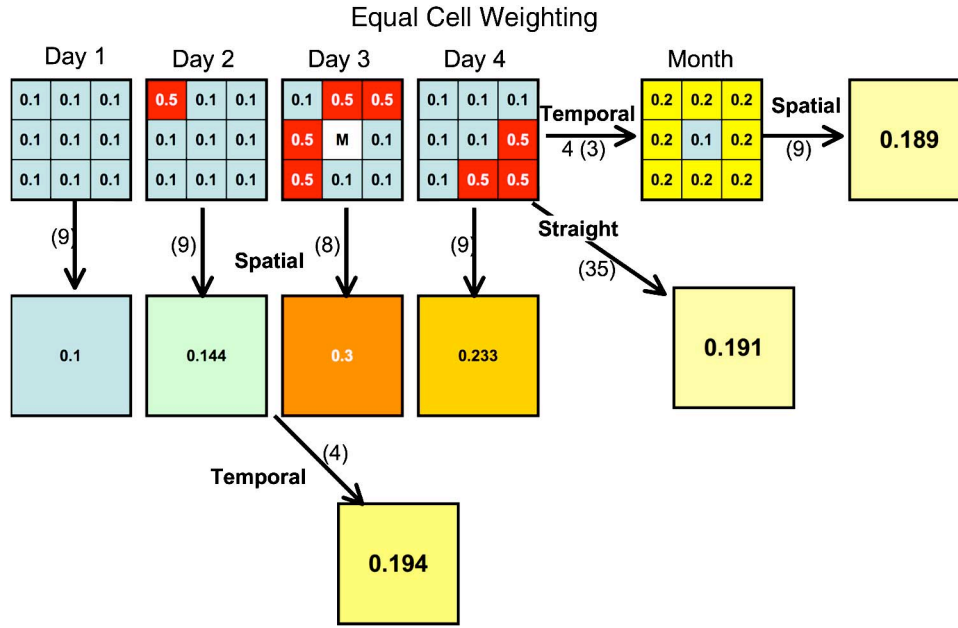 Equal Cell Weighting
Day 1 Day 2 Day 3 Day 4 Month
0.1 0.1 0.1 0.5 0.1 0.1 0.1 0.5 0.5 0.1 0.1 0.1 Temporal 0.2 0.2 0.2 Spatial
0.1 0.1 0.1 0.1 0.1 0.1 0.5 M 0.1 0.1 0.1 0.5 4 (3) 0.2 0.1 0.2 (9) 0.189
0.1 0.1 0.1 0.1 0.1 0.1 0.5 0.1 0.1 0.1 0.5 0.5 0.2 0.2 0.2
(9) (9) Spatial (8) (9) Straight
(35)
0.1 0.144 0.3 0.233 0.191
(4)
Temporal
0.194